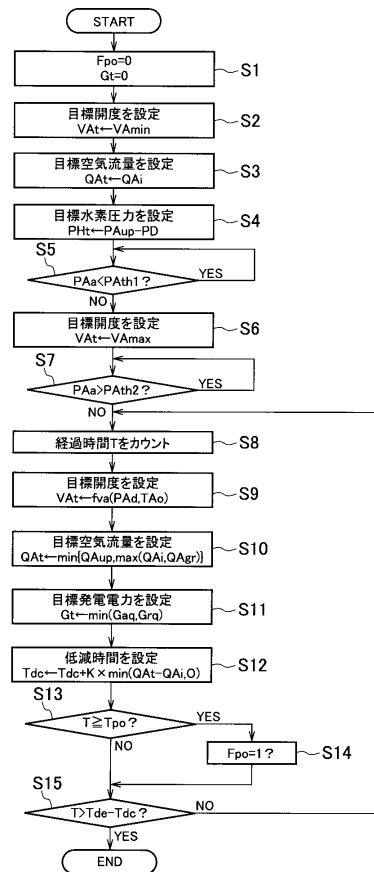 START
Fpo=0
Gt=0
S1
目標開度を設定
VAt←VAmin
S2
目標空気流量を設定
QAt←QAi
S3
目標水素圧力を設定
PHt←PAup-PD
S4
S5
PAa<PAth1?
YES
NO
目標開度を設定
VAt←VAmax
S6
S7
PAa>PAth2?
YES
NO
経過時間Tをカウント
S8
目標開度を設定
VAt←fva(PAd,TAo)
S9
目標空気流量を設定
QAt←min{QAup,max(QAi,QAgr)}
S10
目標発電電力を設定
Gt←min(Gaq,Grq)
S11
低減時間を設定
Tdc←Tdc+K×min(QAt-QAi,0)
S12
S13
T≧Tpo?
YES
NO
Fpo=1?
S14
S15
T>Tde-Tdc?
NO
YES
END